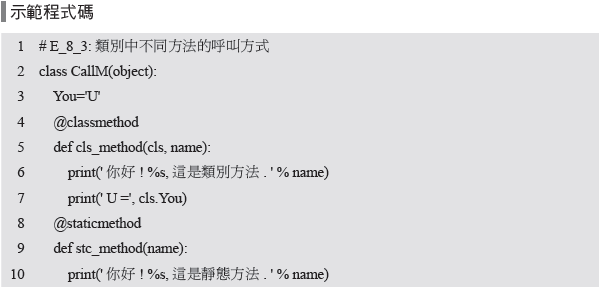 示範程式碼
1 # E_8_3: 類別中不同方法的呼叫方式
2 class CallM(object):
3 You='U'
4 @classmethod
5 def cls_method(cls, name):
6 print(' 你好 ! %s, 這是類別方法 . ' % name)
7 print(' U =', cls.You)
8 @staticmethod
9 def stc_method(name):
10 print(' 你好 ! %s, 這是靜態方法 . ' % name)